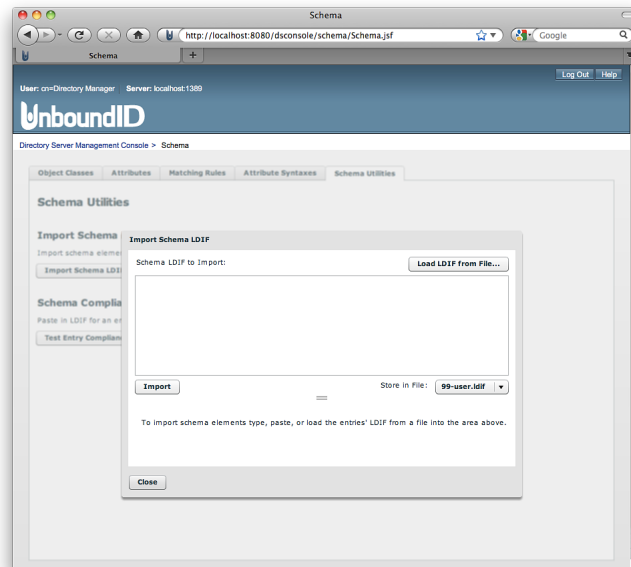 Schema
http://localhost:8080/dsconsole/schema/Schema.jsf
Google
Schema
+
Log Out Help
User: cn=Directory Manager Server: localhost:1389
UnboundID
Directory Server Management Console > Schema
Object Classes Attributes Matching Rules Attribute Syntaxes Schema Utilities
Schema Utilities
Import Schema
Import schema eleme
Import Schema LDI
Schema Complia
Paste in LDIF for an en
Test Entry Complian
Import Schema LDIF
Schema LDIF to Import:
Load LDIF from File...
Import
Store in File: 99-user.ldif
To import schema elements type, paste, or load the entries' LDIF from a file into the area above.
Close